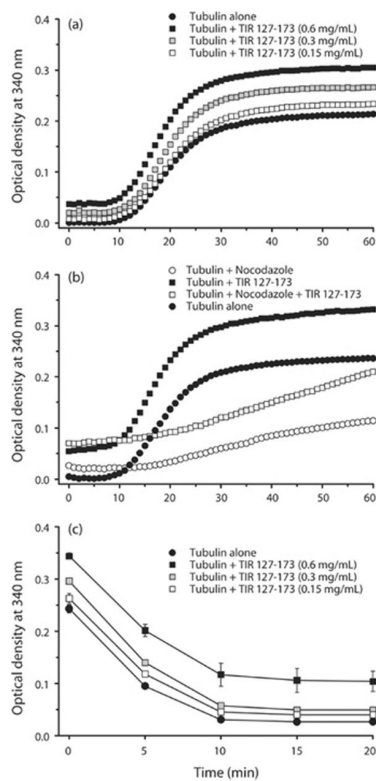 (a)
Tubulin alone
Tubulin + TIR 127-173 (0.6 mg/mL)
Tubulin + TIR 127-173 (0.3 mg/mL)
Tubulin + TIR 127-173 (0.15 mg/mL)
Optical density at 340 nm
0.4
0.3
0.2
0.1
0.0
0 10 20 30 40 50 60
(b)
Tubulin + Nocodazole
Tubulin + TIR 127-173
Tubulin + Nocodazole + TIR 127-173
Tubulin alone
Optical density at 340 nm
0.4
0.3
0.2
0.1
0.0
0 10 20 30 40 50 60
(c)
Tubulin alone
Tubulin + TIR 127-173 (0.6 mg/mL)
Tubulin + TIR 127-173 (0.3 mg/mL)
Tubulin + TIR 127-173 (0.15 mg/mL)
Optical density at 340 nm
0.4
0.3
0.2
0.1
0.0
0 5 10 15 20
Time (min)